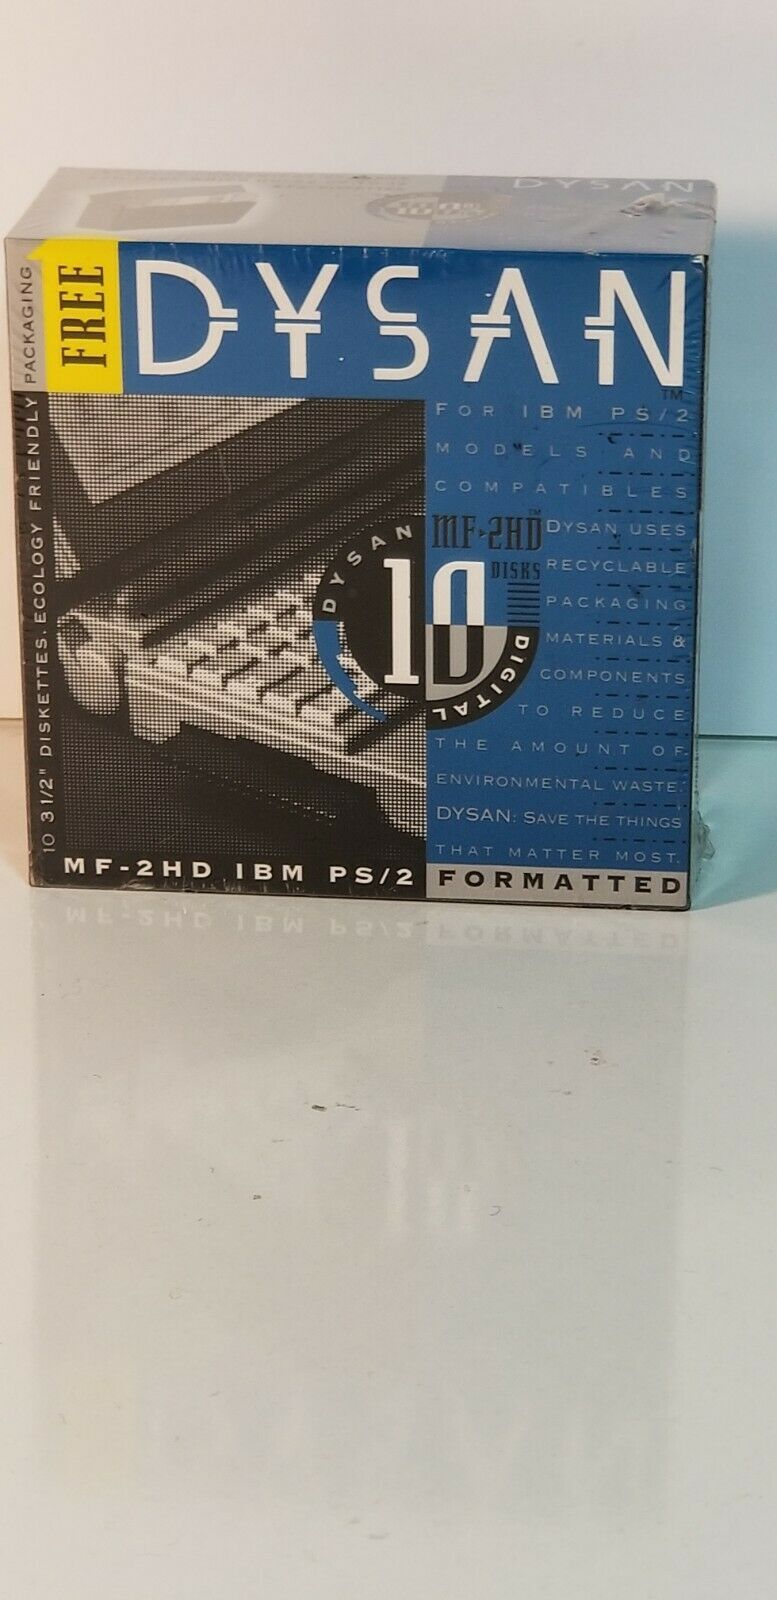 DYSAN
FREE
DYSAN
™
10 3 1/2" DISKETTES. ECOLOGY FRIENDLY PACKAGING
FOR IBM PS/2
MODELS AND
COMPATIBLES
MF-2HD™
DISKS
DYSAN
10
DIGITAL
DYSAN USES
RECYCLABLE
PACKAGING
MATERIALS &
COMPONENTS
TO REDUCE
THE AMOUNT OF
ENVIRONMENTAL WASTE.
DYSAN: SAVE THE THINGS
THAT MATTER MOST.
MF-2HD IBM PS/2
FORMATTED